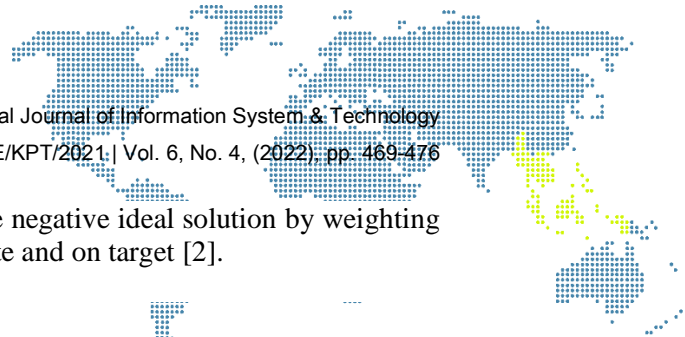 al Journal of Information System & Technology
E/KPT/2021 | Vol. 6, No. 4, (2022), pp. 469-476
e negative ideal solution by weighting
te and on target [2].